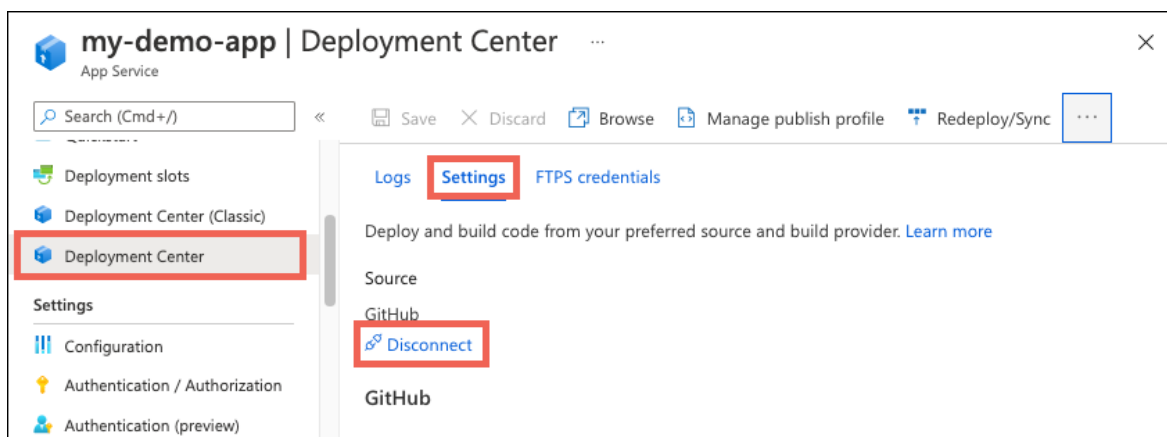 my-demo-app | Deployment Center ...
App Service
Search (Cmd+/)
«
Save
Discard
Browse
Manage publish profile
Redeploy/Sync
...
Deployment slots
Deployment Center (Classic)
Deployment Center
Settings
Configuration
Authentication / Authorization
Authentication (preview)
Logs
Settings
FTPS credentials
Deploy and build code from your preferred source and build provider. Learn more
Source
GitHub
Disconnect
GitHub